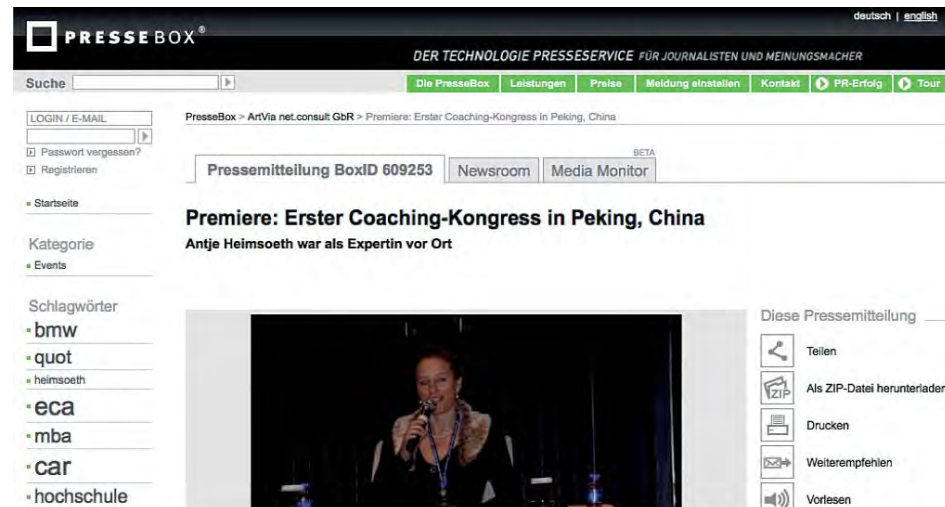 deutsch | english
PRESSEBOX®
DER TECHNOLOGIE PRESSESERVICE FÜR JOURNALISTEN UND MEINUNGSMACHER
Suche
Die PresseBox Leistungen Preise Meldung einstellen Kontakt PR-Erfolg Tour
LOGIN / E-MAIL
Passwort vergessen?
Registrieren
Startseite
Kategorie
Events
Schlagwörter
bmw
quot
heimsoeth
eca
mba
car
hochschule
PresseBox > ArtVia net.consult GbR > Premiere: Erster Coaching-Kongress in Peking, China
Pressemitteilung BoxID 609253 Newsroom Media Monitor BETA
Premiere: Erster Coaching-Kongress in Peking, China
Antje Heimsoeth war als Expertin vor Ort
Diese Pressemitteilung
Teilen
ZIP
Als ZIP-Datei herunterladen
Drucken
Weiterempfehlen
Vorlesen